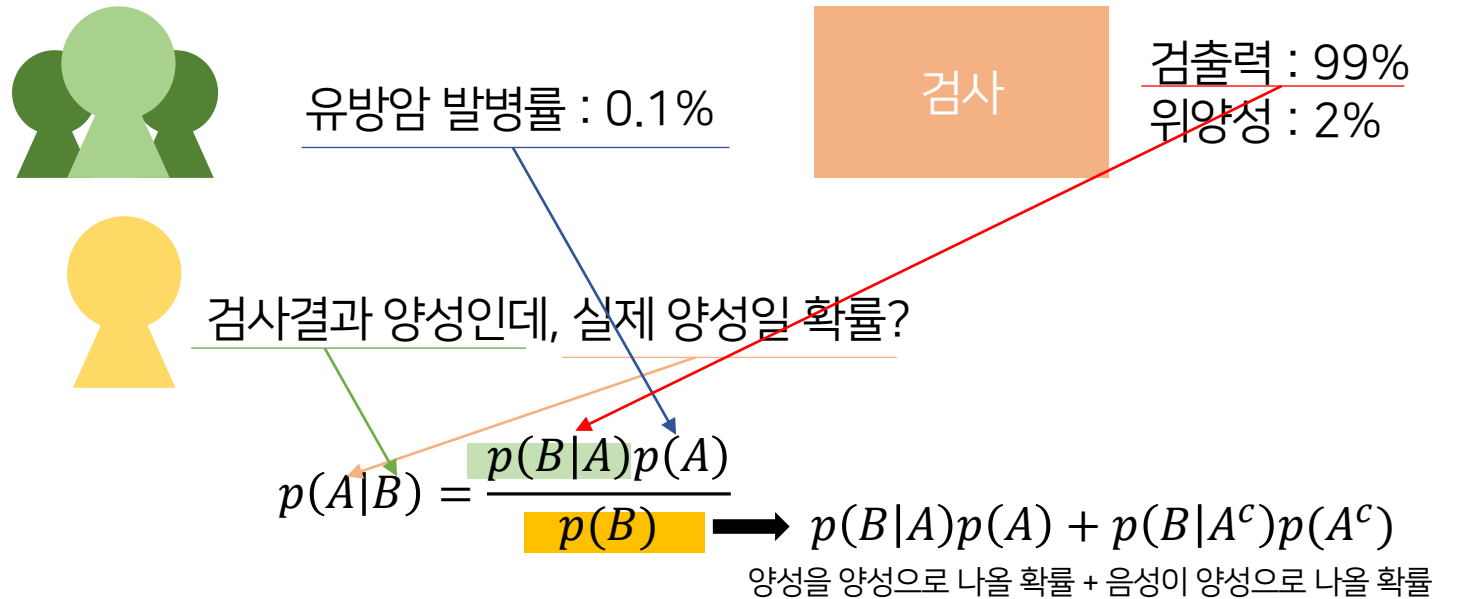 유방암 발병률 : 0.1%
검사
검출력 : 99%
위양성 : 2%
검사결과 양성인데, 실제 양성일 확률?
p(A|B) = p(B|A)p(A) / p(B)
p(B|A)p(A) + p(B|Aᶜ)p(Aᶜ)
양성을 양성으로 나올 확률 + 음성이 양성으로 나올 확률